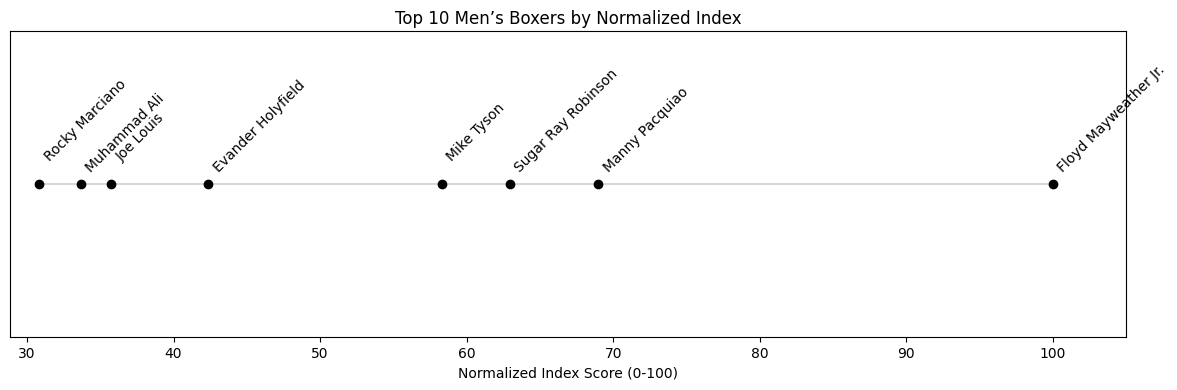 Top 10 Men’s Boxers by Normalized Index
Rocky Marciano
Muhammad Ali
Joe Louis
Evander Holyfield
Mike Tyson
Sugar Ray Robinson
Manny Pacquiao
Floyd Mayweather Jr.
30 40 50 60 70 80 90 100
Normalized Index Score (0-100)